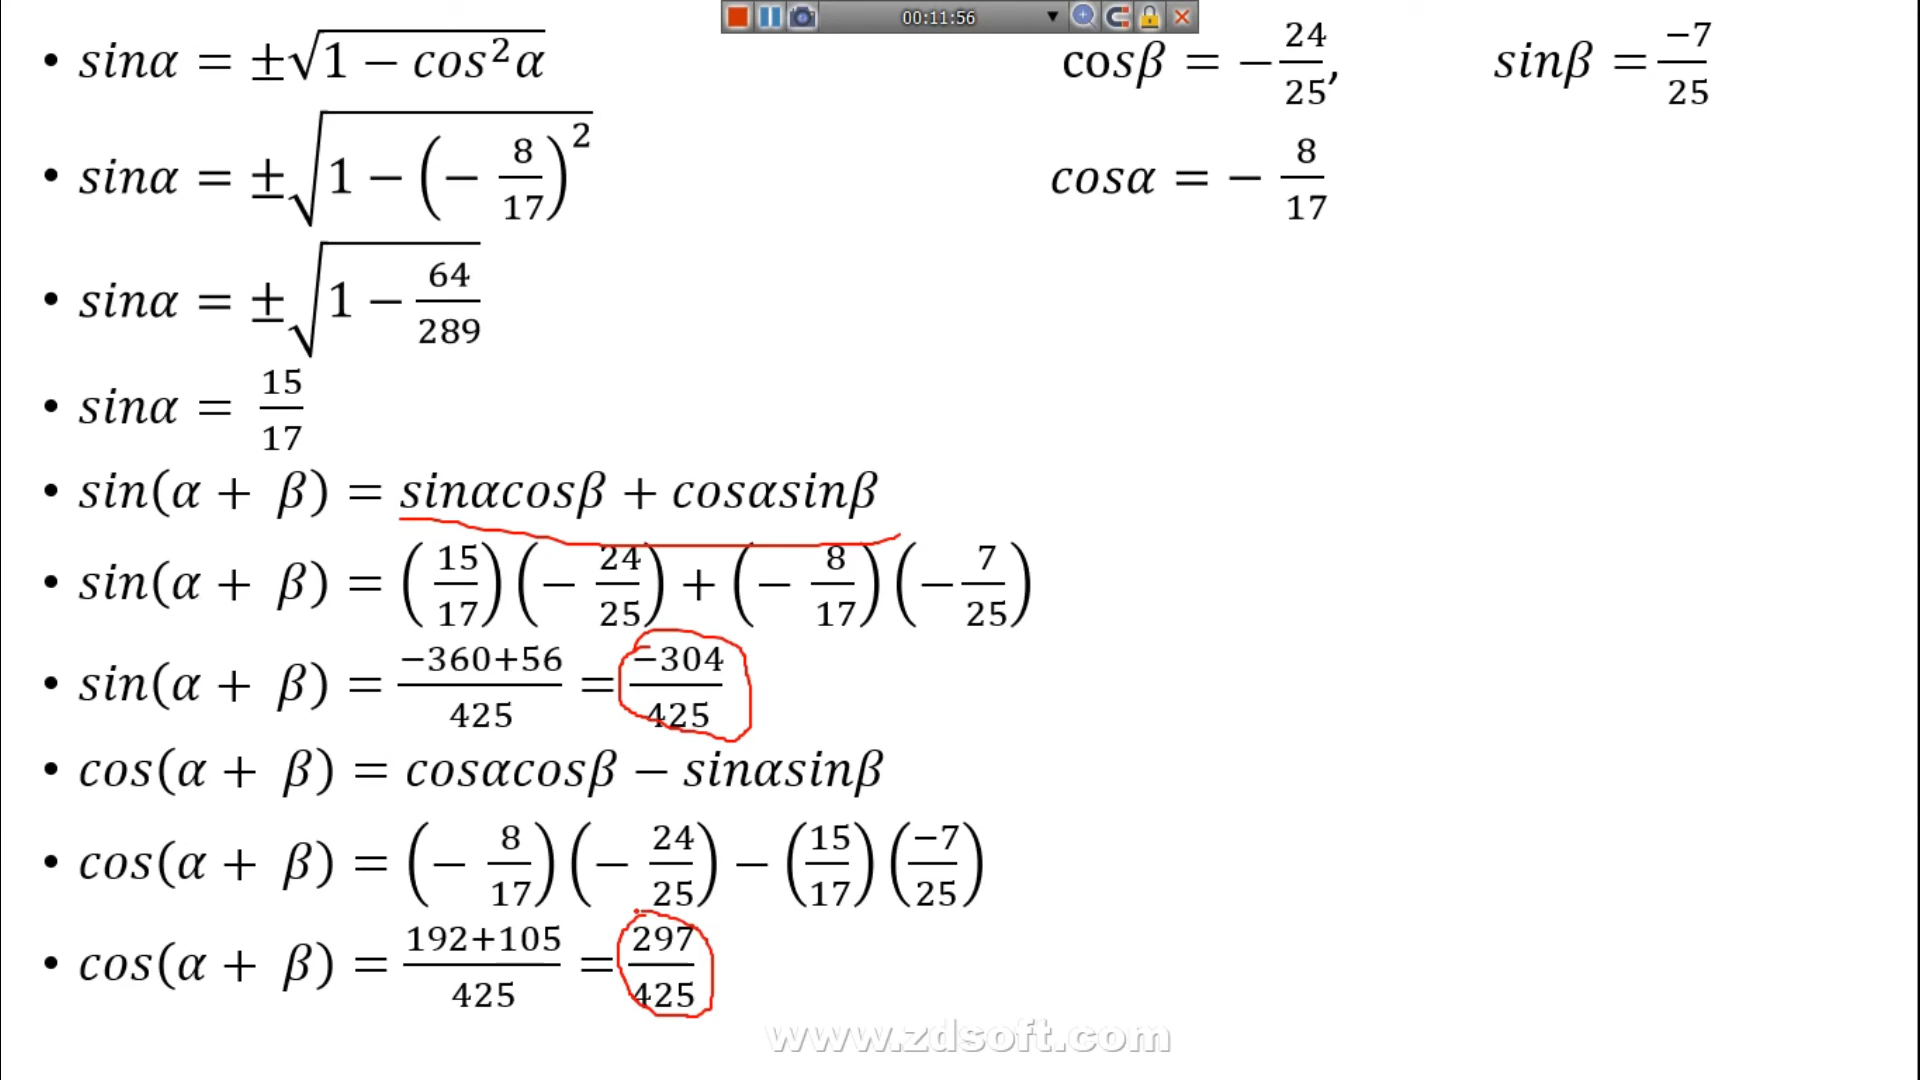 00:11:56
• sinα = ±√(1 − cos²α)
cosβ = −24/25,
sinβ = −7/25
• sinα = ±√(1 − (− 8/17)²)
cosα = − 8/17
• sinα = ±√(1 − 64/289)
• sinα = 15/17
• sin(α + β) = sinαcosβ + cosαsinβ
• sin(α + β) = (15/17)(− 24/25) + (− 8/17)(− 7/25)
• sin(α + β) = (−360+56)/425 = −304/425
• cos(α + β) = cosαcosβ − sinαsinβ
• cos(α + β) = (− 8/17)(− 24/25) − (15/17)(−7/25)
• cos(α + β) = (192+105)/425 = 297/425
www.zdsoft.com